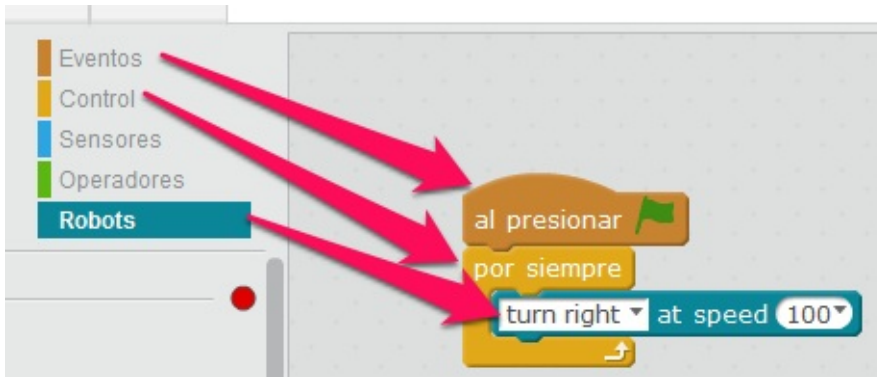 Eventos
Control
Sensores
Operadores
Robots
al presionar
por siempre
turn right at speed 100